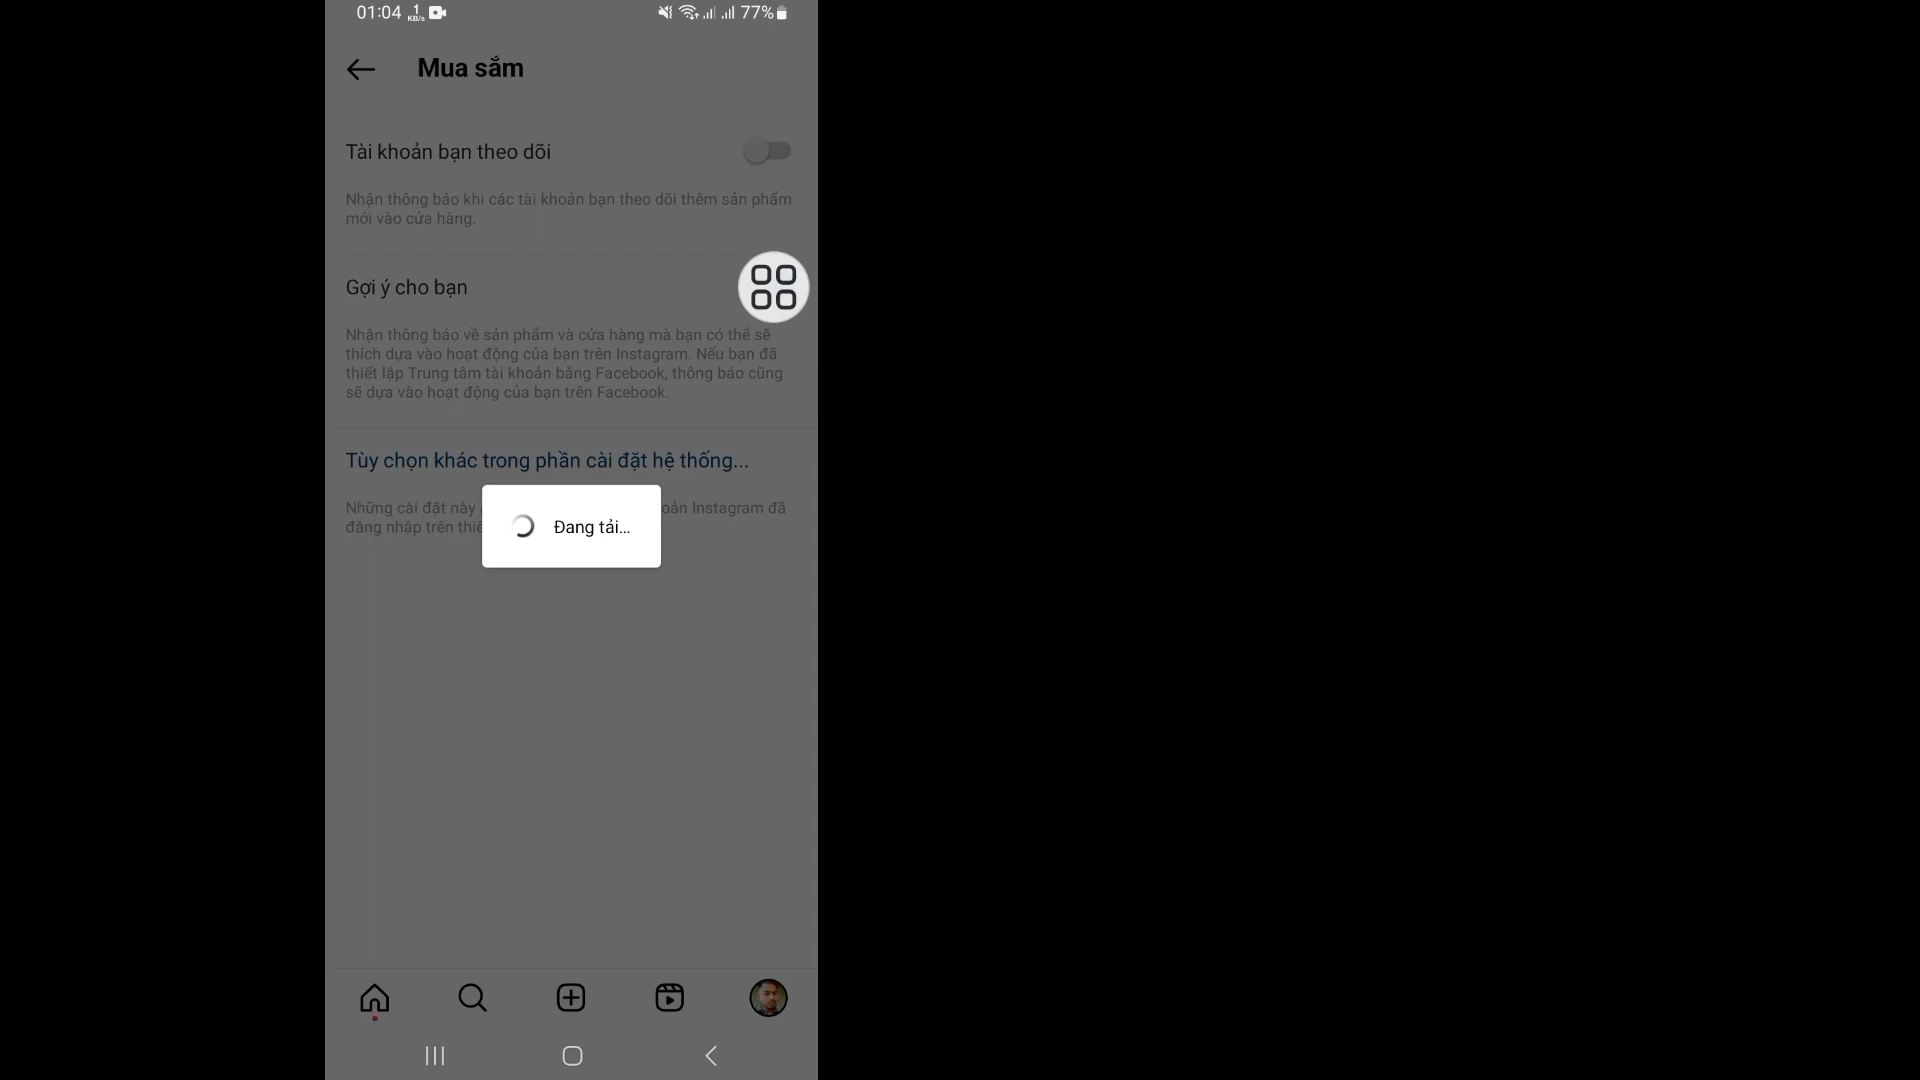 01:04 1 KB/s 77%
Mua sắm
Tài khoản bạn theo dõi
Nhận thông báo khi các tài khoản bạn theo dõi thêm sản phẩm
mới vào cửa hàng.
Gợi ý cho bạn
Nhận thông báo về sản phẩm và cửa hàng mà bạn có thể sẽ
thích dựa vào hoạt động của bạn trên Instagram. Nếu bạn đã
thiết lập Trung tâm tài khoản bằng Facebook, thông báo cũng
sẽ dựa vào hoạt động của bạn trên Facebook.
Tùy chọn khác trong phần cài đặt hệ thống...
Những cài đặt này Instagram đã
đăng nhập trên
Đang tải...